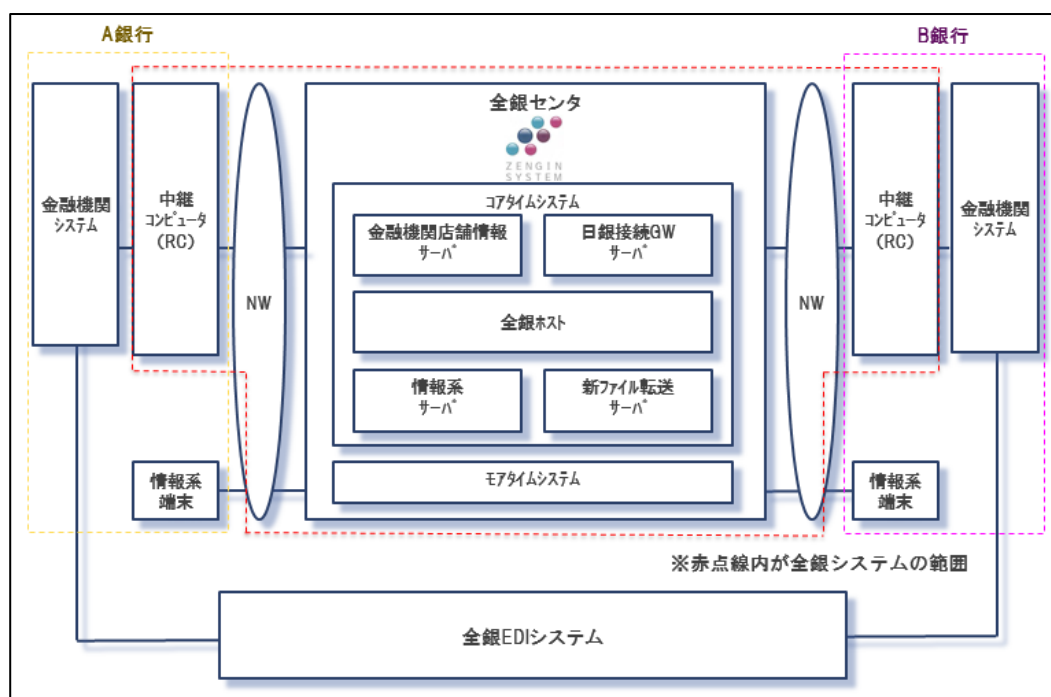 A銀行
B銀行
全銀センタ
ZENGIN
SYSTEM
コアタイムシステム
金融機関
システム
中継
コンピュータ
(RC)
NW
金融機関店舗情報
サーバ
日銀接続GW
サーバ
全銀ホスト
情報系
サーバ
新ファイル転送
サーバ
モアタイムシステム
NW
中継
コンピュータ
(RC)
金融機関
システム
情報系
端末
情報系
端末
※赤点線内が全銀システムの範囲
全銀EDIシステム